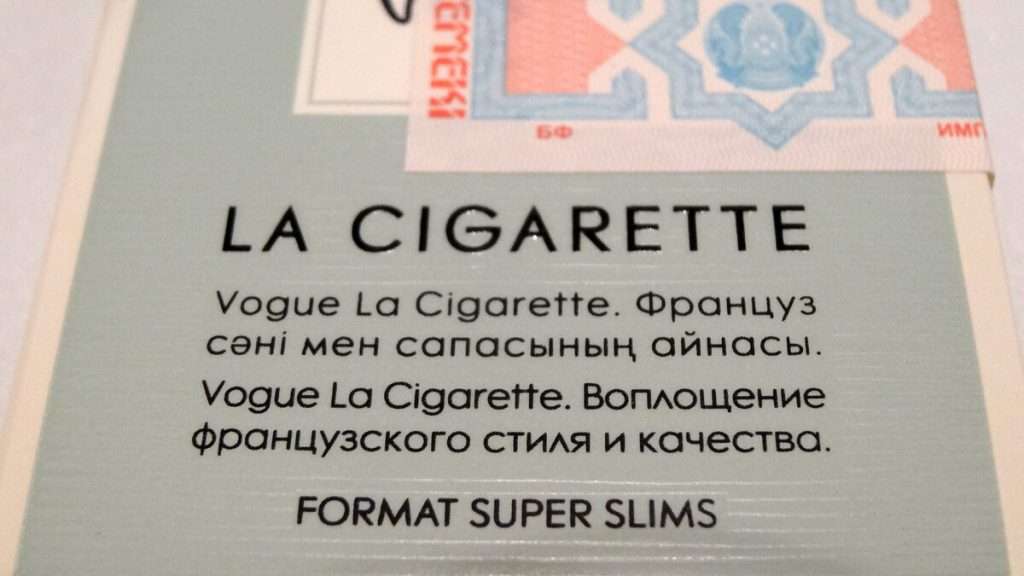 ТЕМЕКІ
БФ
ИМП
LA CIGARETTE
Vogue La Cigarette. Француз
сәні мен сапасының айнасы.
Vogue La Cigarette. Воплощение
французского стиля и качества.
FORMAT SUPER SLIMS